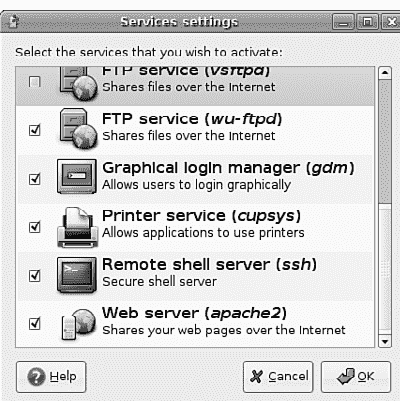 Services settings
Select the services that you wish to activate:
FTP service (vsftpd)
Shares files over the Internet
FTP service (wu-ftpd)
Shares files over the Internet
Graphical login manager (gdm)
Allows users to login graphically
Printer service (cupsys)
Allows applications to use printers
Remote shell server (ssh)
Secure shell server
Web server (apache2)
Shares your web pages over the Internet
Help
Cancel
OK